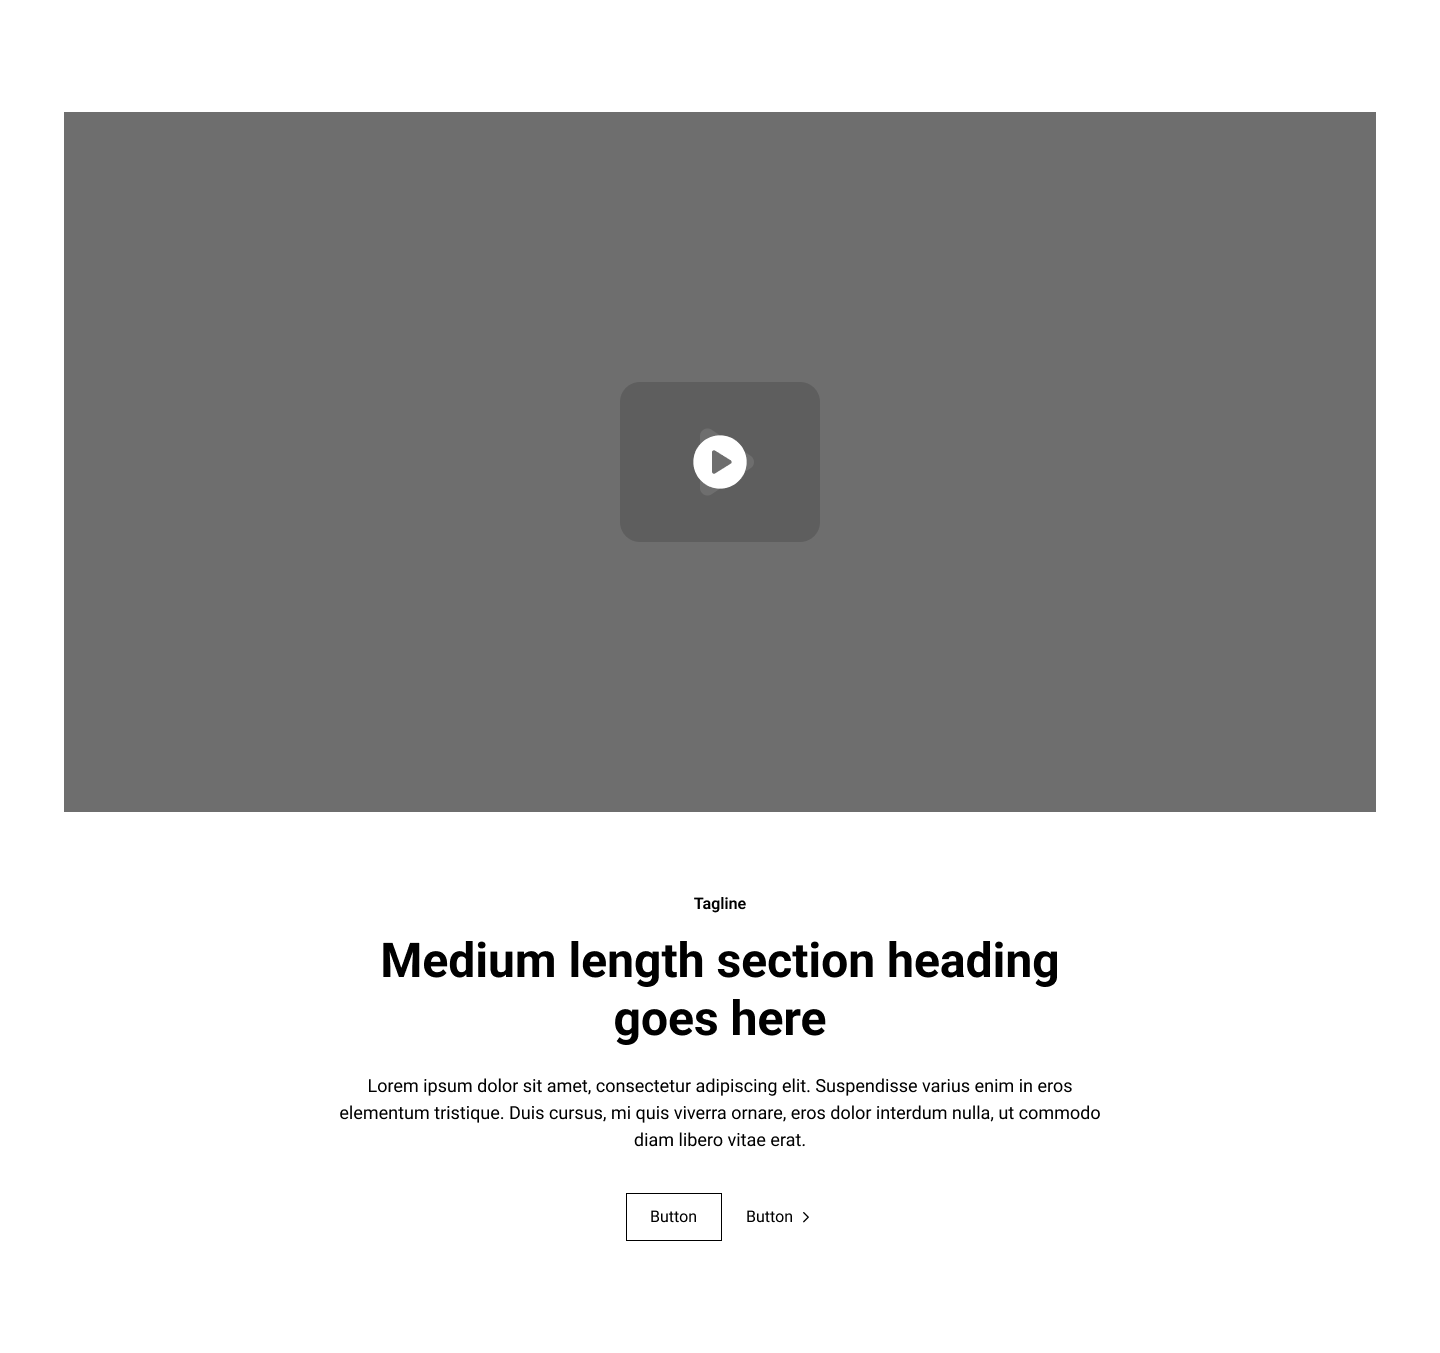 Tagline
Medium length section heading
goes here
Lorem ipsum dolor sit amet, consectetur adipiscing elit. Suspendisse varius enim in eros
elementum tristique. Duis cursus, mi quis viverra ornare, eros dolor interdum nulla, ut commodo
diam libero vitae erat.
Button
Button